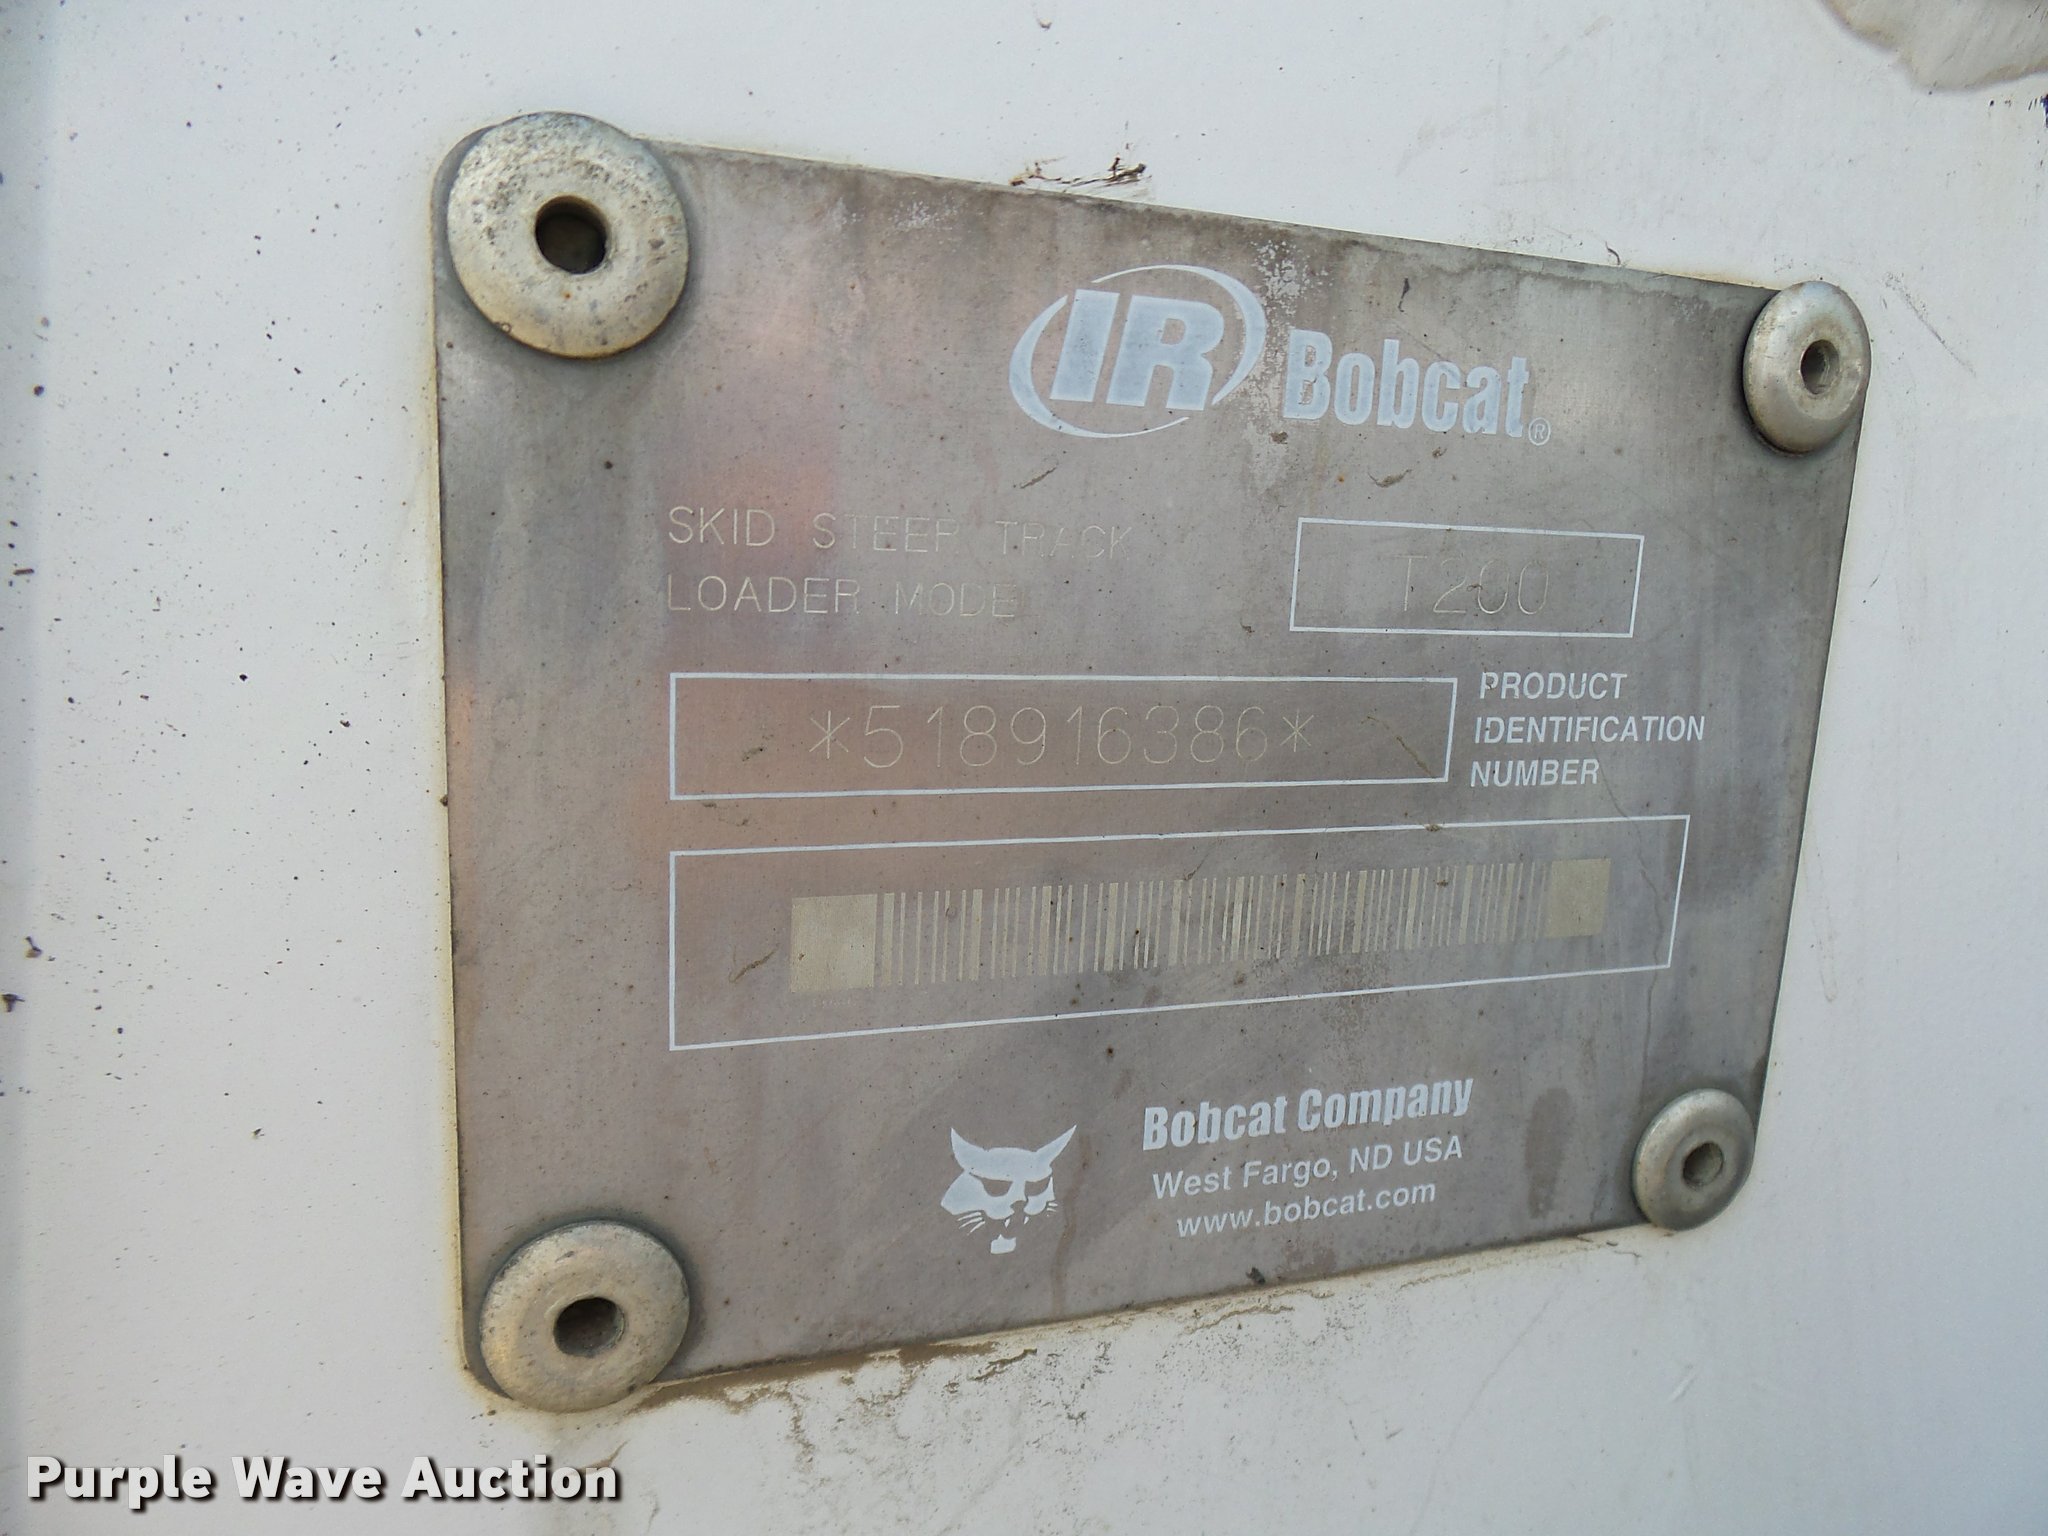 IR Bobcat®
SKID STEER TRACK
LOADER MODEL
T200
*518916386*
PRODUCT
IDENTIFICATION
NUMBER
Bobcat Company
West Fargo, ND USA
www.bobcat.com
Purple Wave Auction